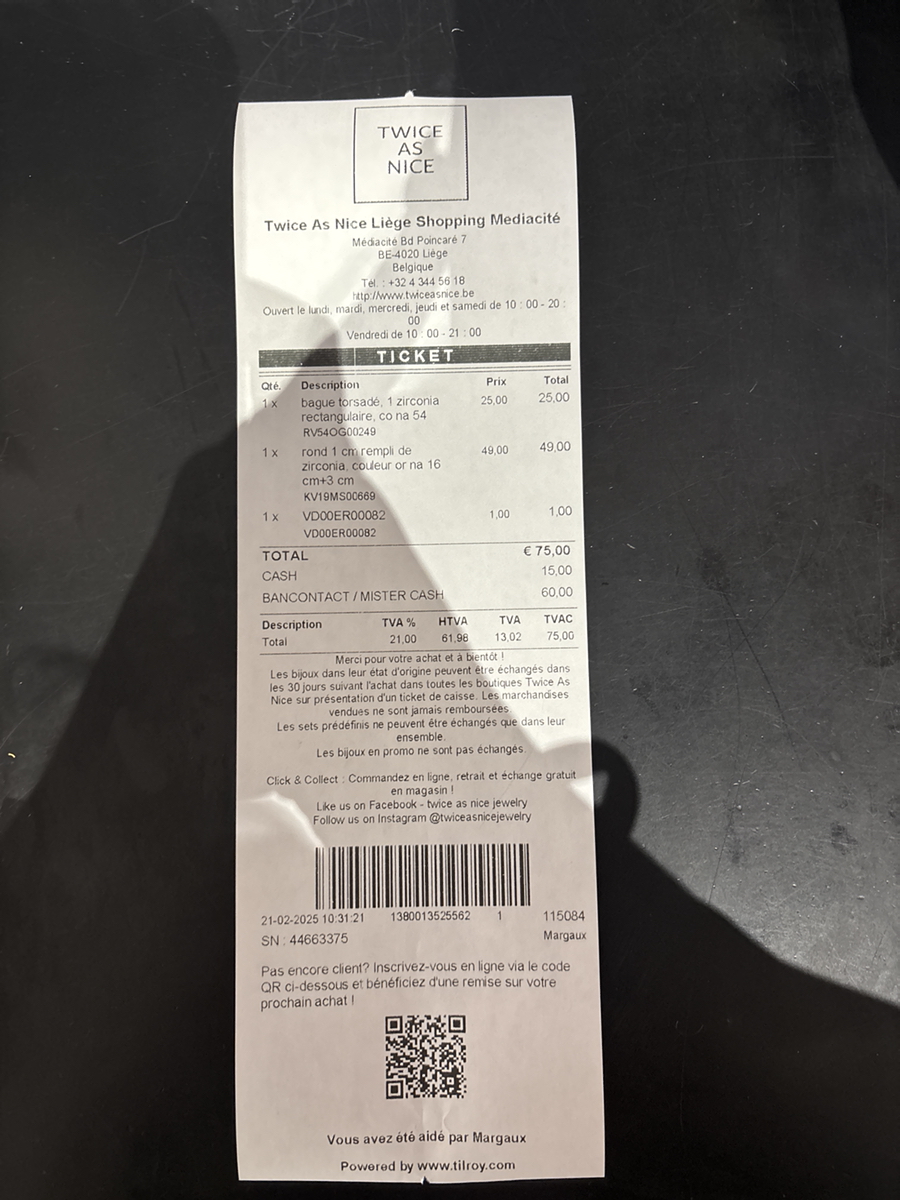 TWICE
AS
NICE
Twice As Nice Liège Shopping Mediacité
Médiacité Bd Poincaré 7
BE-4020 Liège
Belgique
Tél. : +32 4 344 56 18
http://www.twiceasnice.be
Ouvert le lundi, mardi, mercredi, jeudi et samedi de 10 : 00 - 20 :
00
Vendredi de 10 : 00 - 21 : 00
TICKET
Qté. Description Prix Total
1 x bague torsadé, 1 zirconia 25,00 25,00
rectangulaire, co na 54
RV54OG00249
1 x rond 1 cm rempli de 49,00 49,00
zirconia, couleur or na 16
cm+3 cm
KV19MS00669
1 x VD00ER00082 1,00 1,00
VD00ER00082
TOTAL € 75,00
CASH 15,00
BANCONTACT / MISTER CASH 60,00
Description TVA % HTVA TVA TVAC
Total 21,00 61,98 13,02 75,00
Merci pour votre achat et à bientôt !
Les bijoux dans leur état d'origine peuvent être échangés dans
les 30 jours suivant l'achat dans toutes les boutiques Twice As
Nice sur présentation d'un ticket de caisse. Les marchandises
vendues ne sont jamais remboursées.
Les sets prédéfinis ne peuvent être échangés que dans leur
ensemble.
Les bijoux en promo ne sont pas échangés.
Click & Collect : Commandez en ligne, retrait et échange gratuit
en magasin !
Like us on Facebook - twice as nice jewelry
Follow us on Instagram @twiceasnicejewelry
21-02-2025 10:31:21 1380013525562 1 115084
SN : 44663375 Margaux
Pas encore client? Inscrivez-vous en ligne via le code
QR ci-dessous et bénéficiez d'une remise sur votre
prochain achat !
Vous avez été aidé par Margaux
Powered by www.tilroy.com